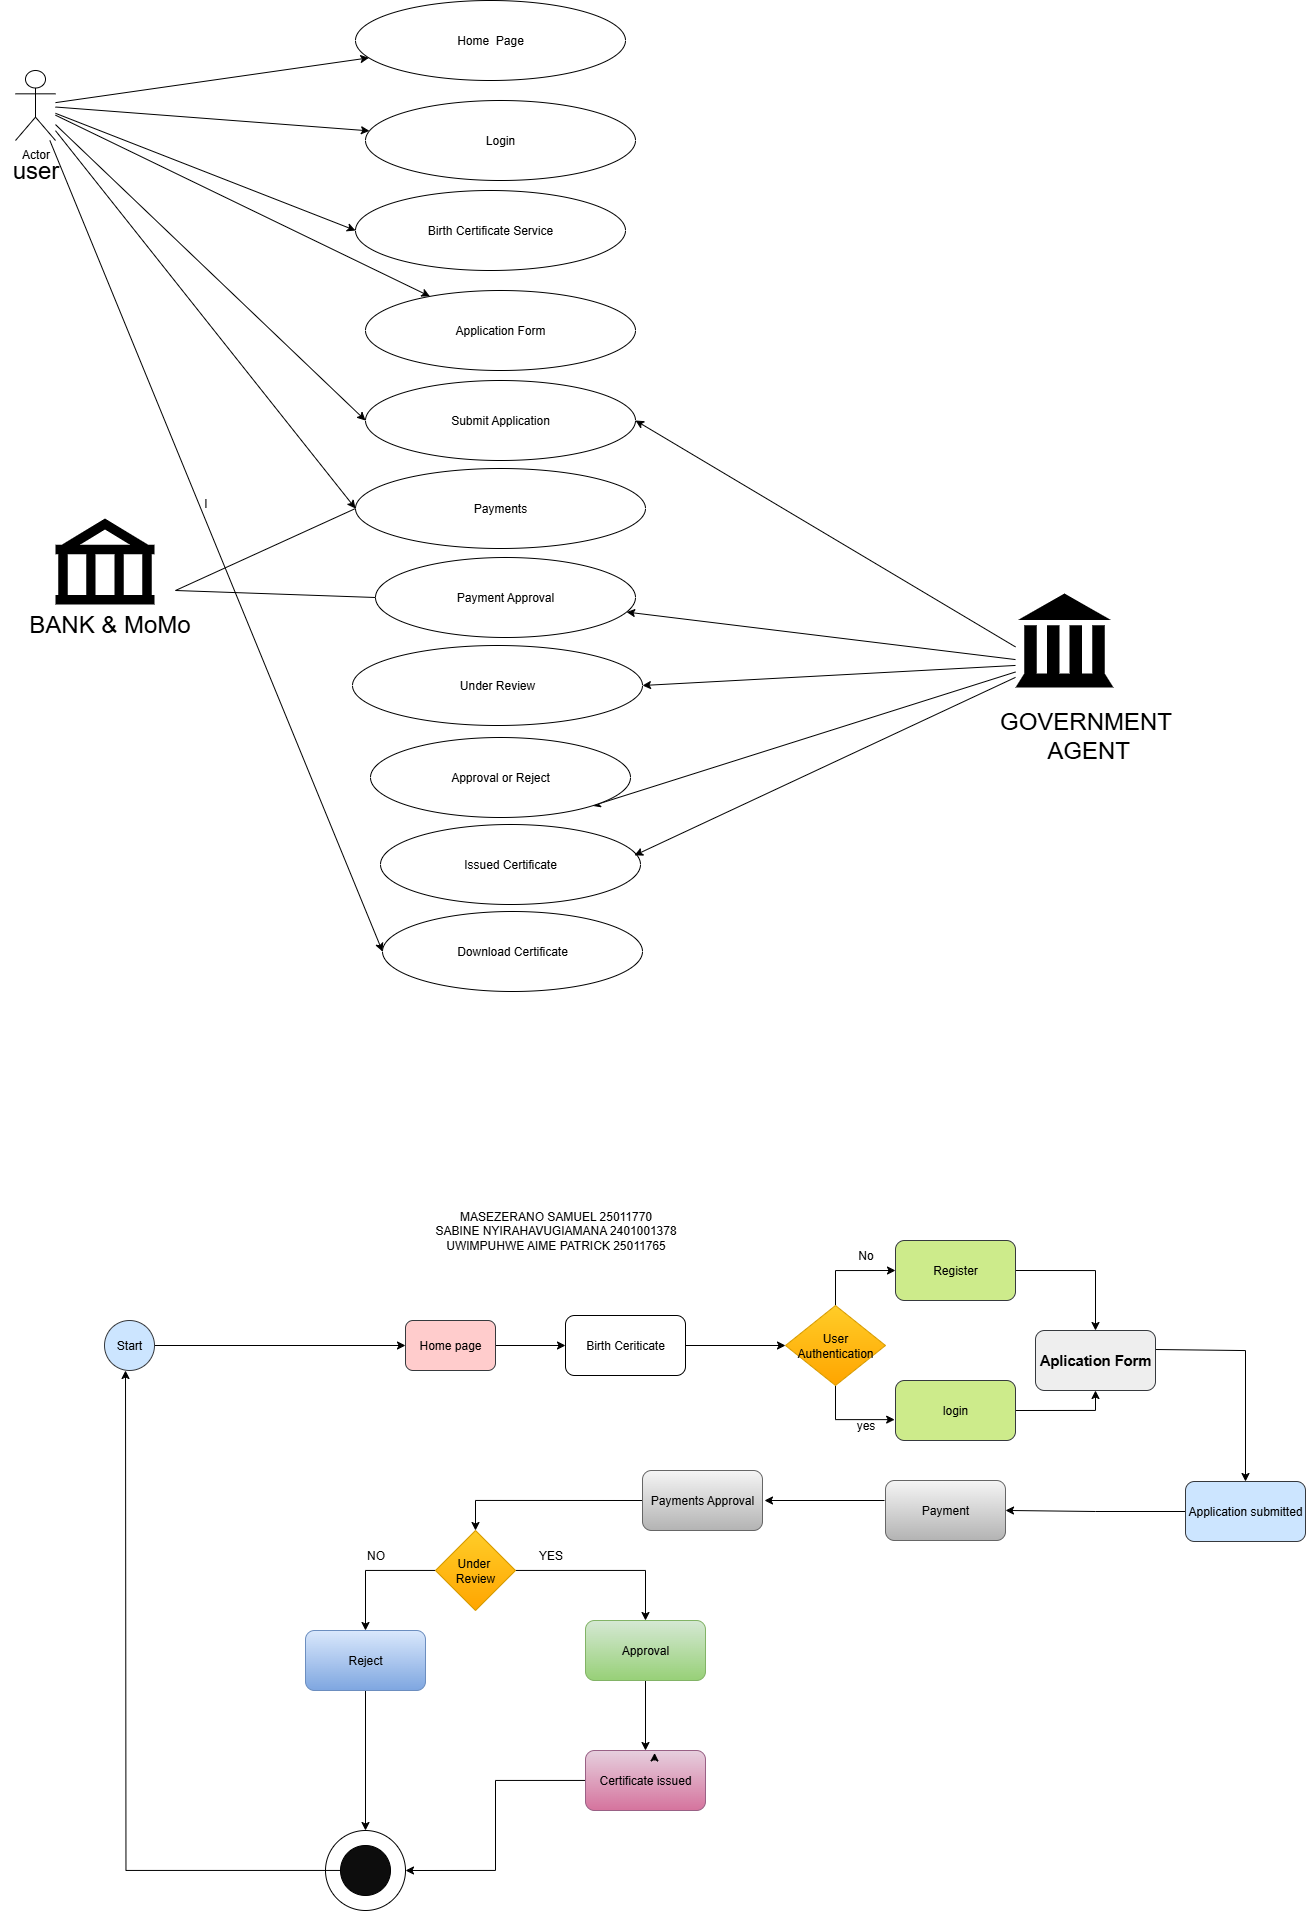 Home  Page
Login
Actor
user
Birth Certificate Service
Application Form
Submit Application
I
Payments
Payment Approval
BANK & MoMo
Under Review
GOVERNMENT
AGENT
Approval or Reject
Issued Certificate
Download Certificate
MASEZERANO SAMUEL 25011770
SABINE NYIRAHAVUGIAMANA 2401001378
UWIMPUHWE AIME PATRICK 25011765
No
Register
Start
Home page
Birth Ceriticate
User
Authentication
Aplication Form
login
yes
Payments Approval
Payment
Application submitted
NO
YES
Under
Review
Reject
Approval
Certificate issued